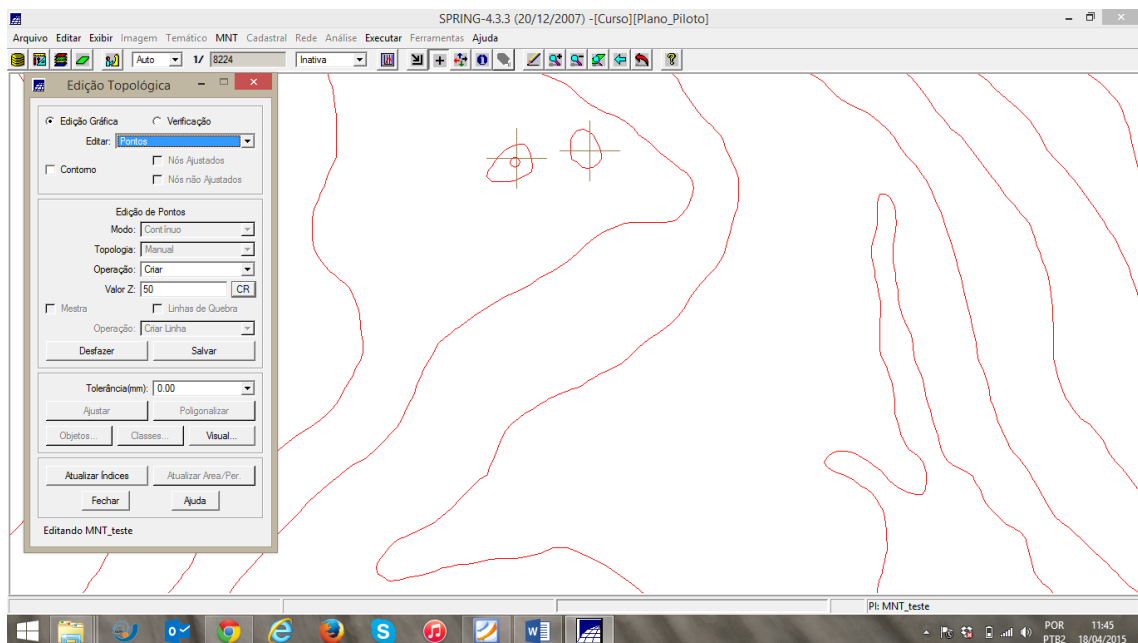 SPRING-4.3.3 (20/12/2007) -[Curso][Plano_Piloto]
Arquivo Editar Exibir Imagem Temático MNT Cadastral Rede Análise Executar Ferramentas Ajuda
Auto 1/ 8224 Inativa
Edição Topológica
Edição Gráfica Verificação
Editar: Pontos
Nós Ajustados
Contorno
Nós não Ajustados
Edição de Pontos
Modo: Contínuo
Topologia: Manual
Operação: Criar
Valor Z: 50 CR
Mestra Linhas de Quebra
Operação: Criar Linha
Desfazer Salvar
Tolerância(mm): 0.00
Ajustar Poligonalizar
Objetos... Classes... Visual...
Atualizar Índices Atualizar Area/Per.
Fechar Ajuda
Editando MNT_teste
PI: MNT_teste
POR 11:45
PTB2 18/04/2015